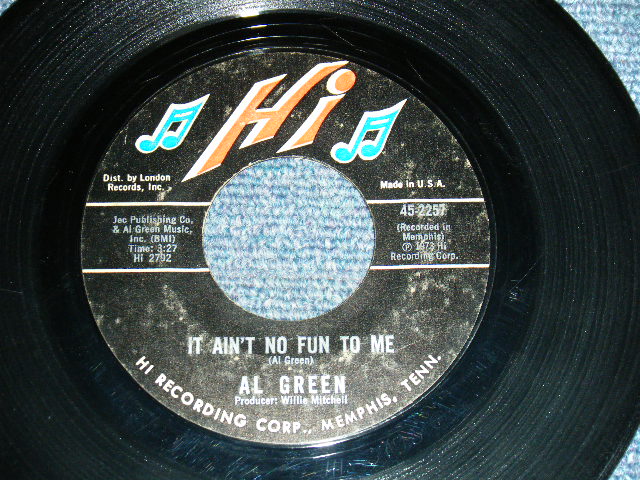 Hi
Dist. by London
Records, Inc.
Made in U.S.A.
Jec Publishing Co.
& Al Green Music,
Inc. (BMI)
Time: 3:27
Hi 2792
45-2257
(Recorded in
Memphis)
℗ 1973 Hi
Recording Corp.
IT AIN'T NO FUN TO ME
(Al Green)
AL GREEN
Producer: Willie Mitchell
HI RECORDING CORP., MEMPHIS, TENN.